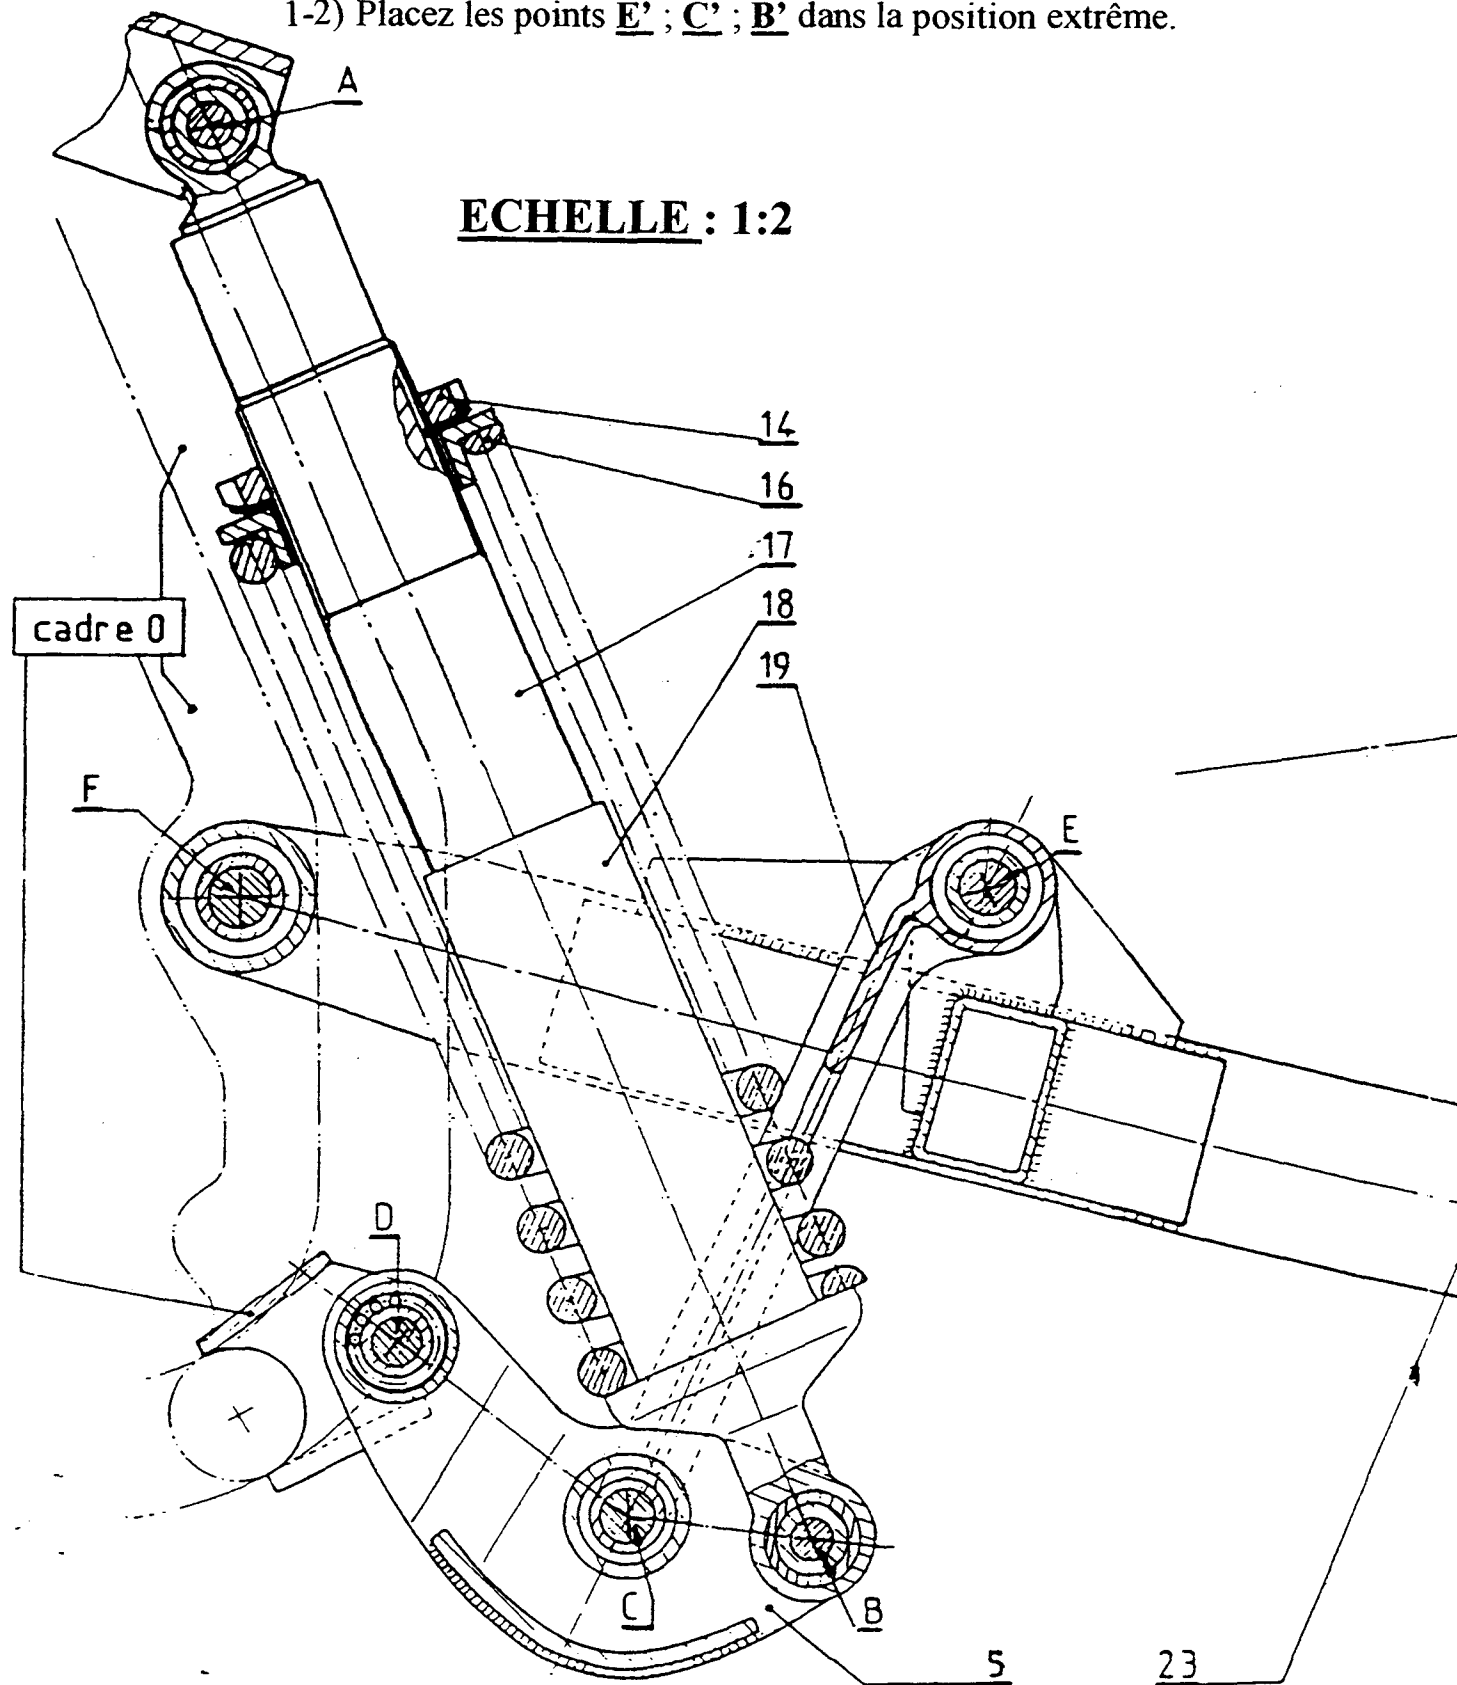 1-2) Placez les points E' ; C' ; B' dans la position extrême.
A
ECHELLE : 1:2
14
16
17
18
cadre 0
19
F
E
D
C
B
5
23